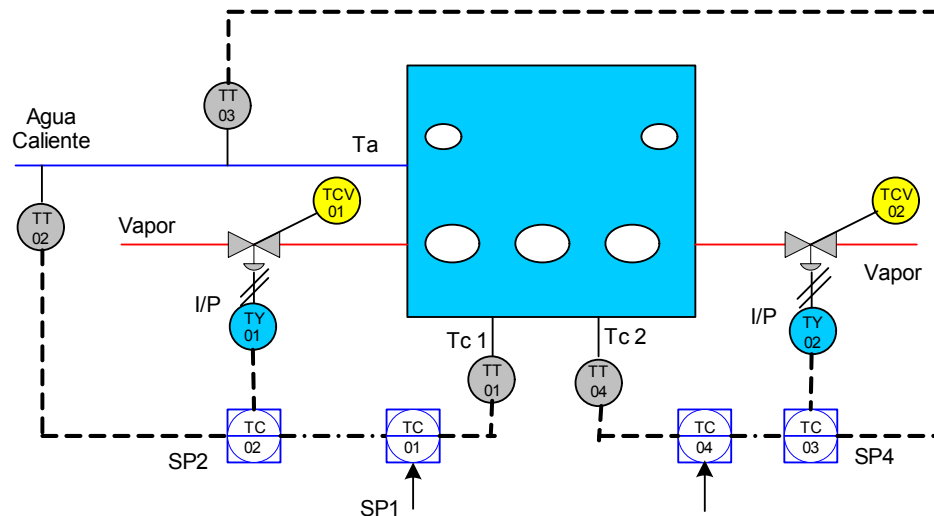 TT
03
Agua
Caliente
Ta
TCV
01
TCV
02
TT
02
Vapor
Vapor
I/P
I/P
TY
01
TY
02
Tc 1
Tc 2
TT
01
TT
04
TC
02
TC
01
TC
04
TC
03
SP2
SP4
SP1